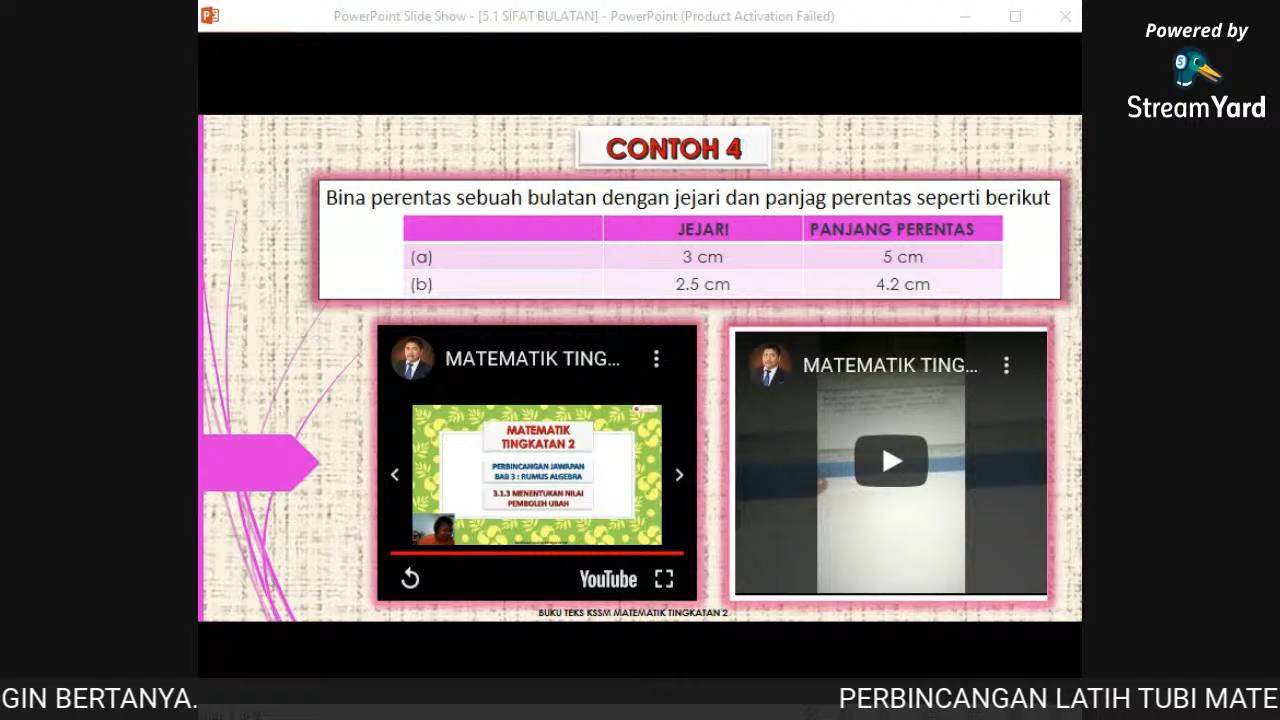 PowerPoint Slide Show - [5.1 SIFAT BULATAN] - PowerPoint (Product Activation Failed)
Powered by
StreamYard
CONTOH 4
Bina perentas sebuah bulatan dengan jejari dan panjag perentas seperti berikut
JEJARI PANJANG PERENTAS
(a) 3 cm 5 cm
(b) 2.5 cm 4.2 cm
MATEMATIK TING...
MATEMATIK
TINGKATAN 2
PERBINCANGAN JAWAPAN
BAB 3 : RUMUS ALGEBRA
3.1.3 MENENTUKAN NILAI
PEMBOLEH UBAH
YouTube
MATEMATIK TING...
BUKU TEKS KSSM MATEMATIK TINGKATAN 2
GIN BERTANYA. PERBINCANGAN LATIH TUBI MATE